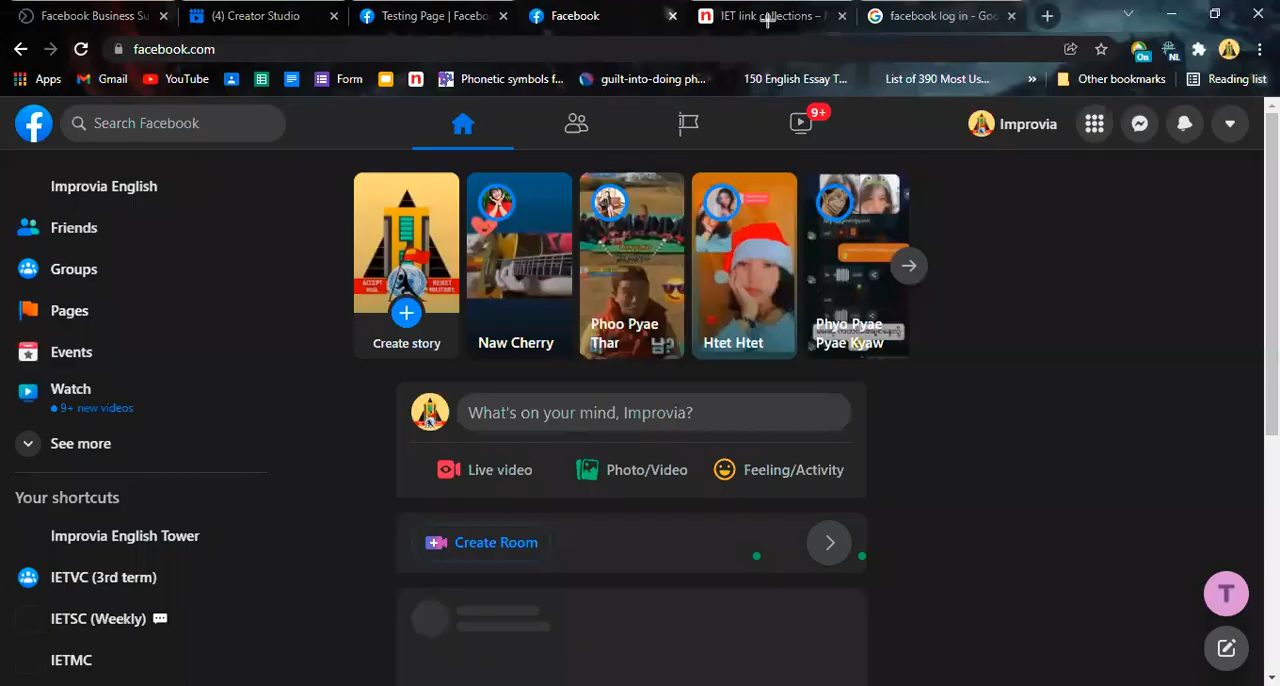 Facebook Business Su
(4) Creator Studio
Testing Page | Facebo
Facebook
IET link collections –
facebook log in - Goo
facebook.com
On
NL
Apps
Gmail
YouTube
Form
Phonetic symbols f...
guilt-into-doing ph...
150 English Essay T...
List of 390 Most Us...
»
Other bookmarks
Reading list
Search Facebook
9+
Improvia
Improvia English
Friends
Groups
Pages
Events
Watch
9+ new videos
See more
Your shortcuts
Improvia English Tower
IETVC (3rd term)
IETSC (Weekly)
IETMC
Create story
Naw Cherry
Phoo Pyae
Thar
Htet Htet
Phyo Pyae
Pyae Kyaw
What's on your mind, Improvia?
Live video
Photo/Video
Feeling/Activity
Create Room
T